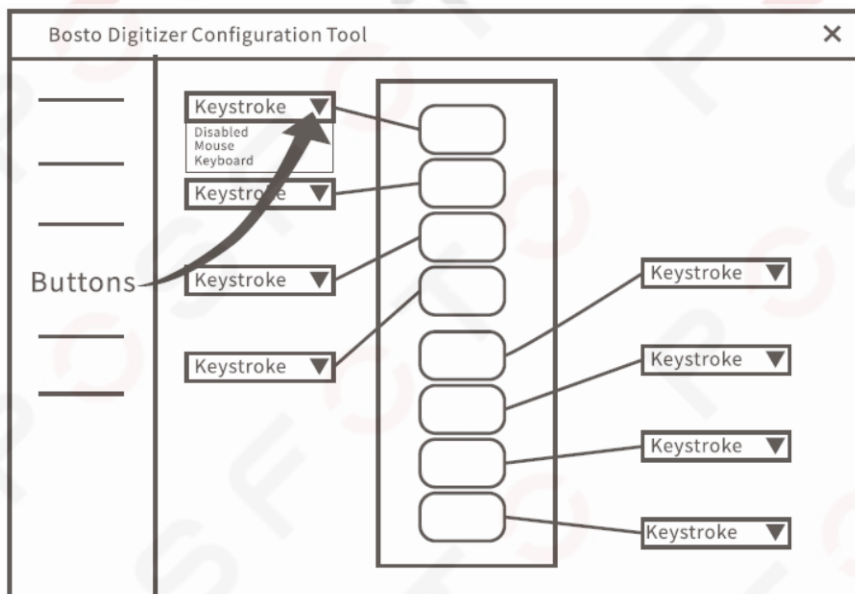 Bosto Digitizer Configuration Tool
Keystroke
Disabled
Mouse
Keyboard
Keystroke
Buttons
Keystroke
Keystroke
Keystroke
Keystroke
Keystroke
Keystroke